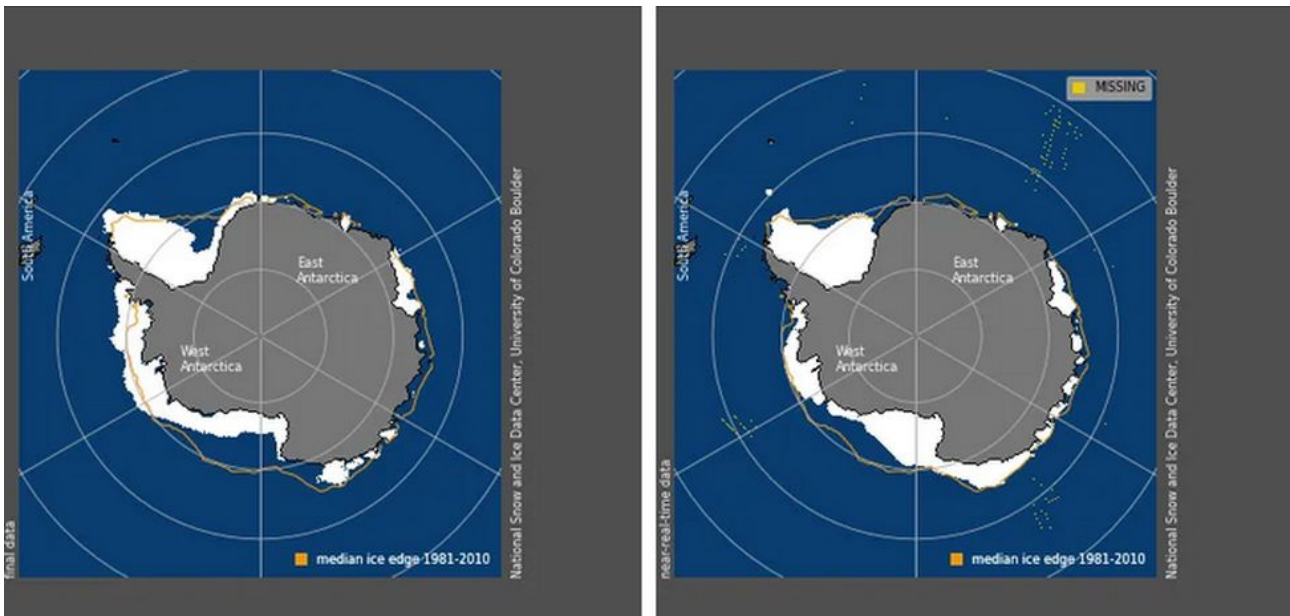 South America
East
Antarctica
West
Antarctica
final data
median ice edge 1981-2010
National Snow and Ice Data Center, University of Colorado Boulder
MISSING
South America
East
Antarctica
West
Antarctica
near-real-time data
median ice edge 1981-2010
National Snow and Ice Data Center, University of Colorado Boulder